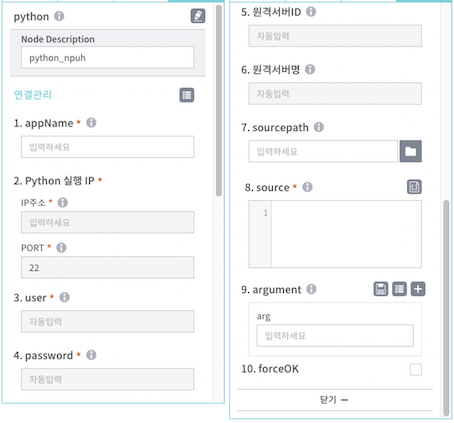 python
Node Description
python_npuh
연결관리
1. appName *
입력하세요
2. Python 실행 IP *
IP주소 *
입력하세요
PORT *
22
3. user *
자동입력
4. password *
자동입력
5. 원격서버ID
자동입력
6. 원격서버명
자동입력
7. sourcepath
입력하세요
8. source *
1
9. argument
arg
입력하세요
10. forceOK
닫기 −